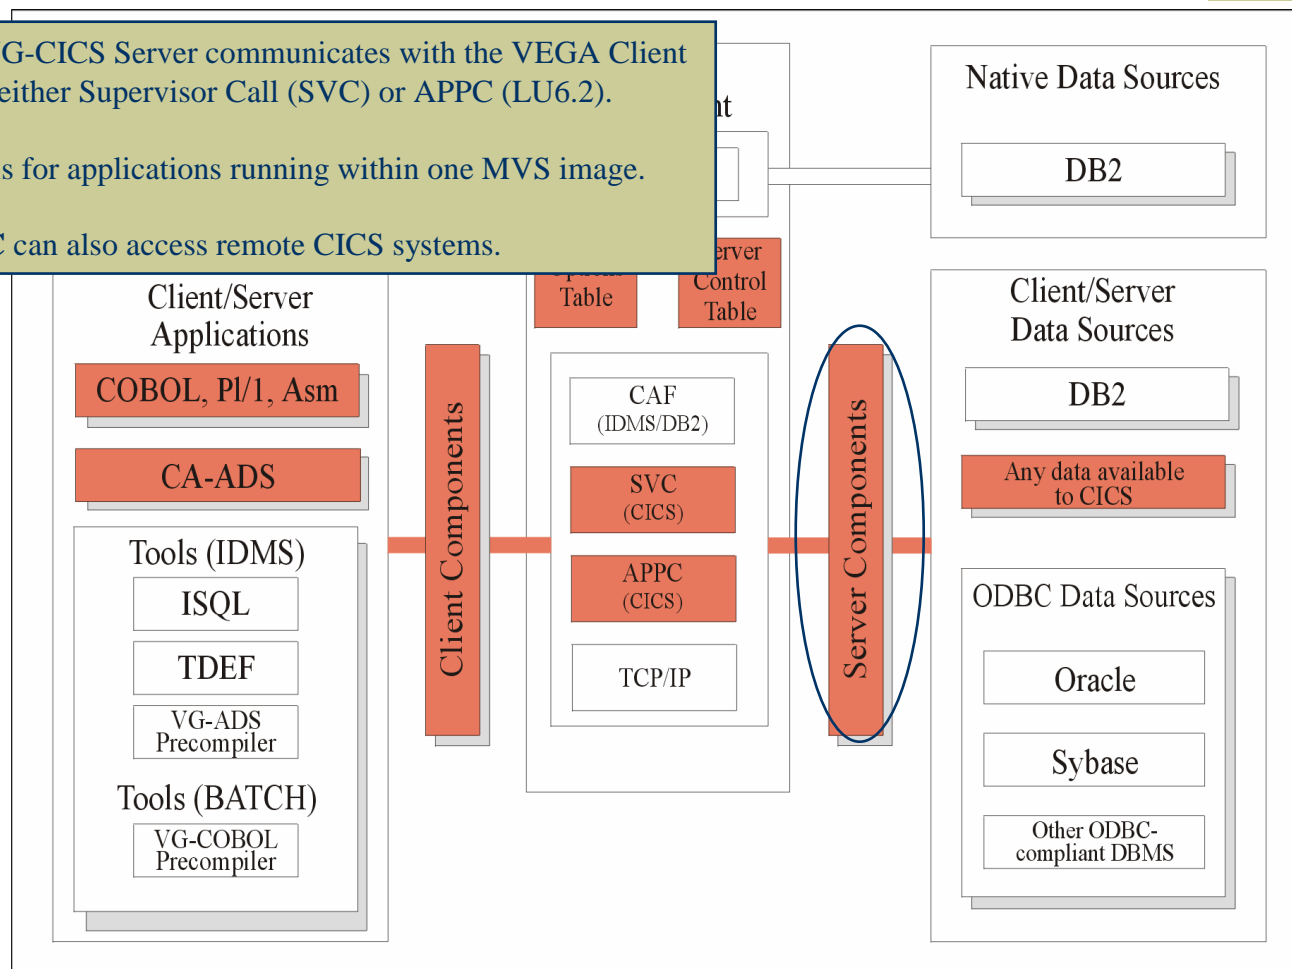 VG-CICS Server communicates with the VEGA Client
either Supervisor Call (SVC) or APPC (LU6.2).
is for applications running within one MVS image.
can also access remote CICS systems.
Native Data Sources
DB2
Table
Control
Table
Client/Server
Applications
COBOL, Pl/1, Asm
CA-ADS
Tools (IDMS)
ISQL
TDEF
VG-ADS
Precompiler
Tools (BATCH)
VG-COBOL
Precompiler
Client Components
CAF
(IDMS/DB2)
SVC
(CICS)
APPC
(CICS)
TCP/IP
Server Components
Client/Server
Data Sources
DB2
Any data available
to CICS
ODBC Data Sources
Oracle
Sybase
Other ODBC-
compliant DBMS